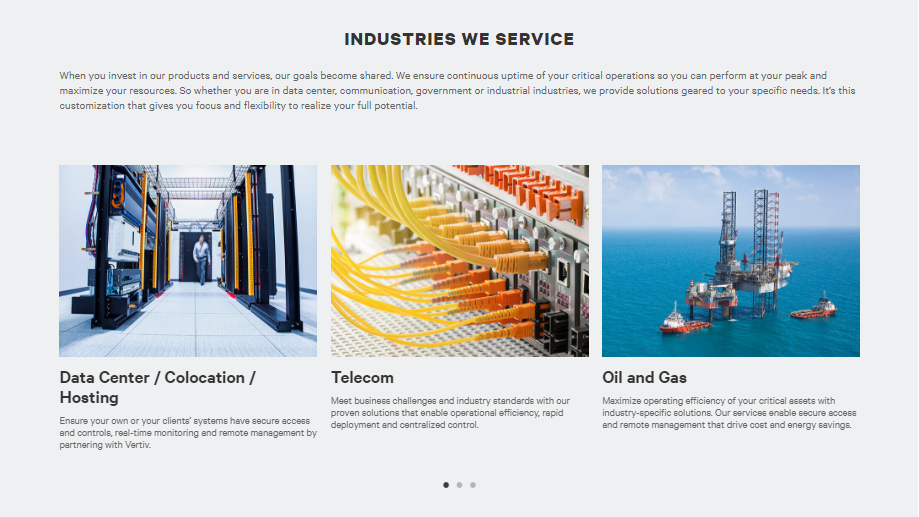 INDUSTRIES WE SERVICE
When you invest in our products and services, our goals become shared. We ensure continuous uptime of your critical operations so you can perform at your peak and
maximize your resources. So whether you are in data center, communication, government or industrial industries, we provide solutions geared to your specific needs. It's this
customization that gives you focus and flexibility to realize your full potential.
Data Center / Colocation /
Hosting
Ensure your own or your clients' systems have secure access
and controls, real-time monitoring and remote management by
partnering with Vertiv.
Telecom
Meet business challenges and industry standards with our
proven solutions that enable operational efficiency, rapid
deployment and centralized control.
Oil and Gas
Maximize operating efficiency of your critical assets with
industry-specific solutions. Our services enable secure access
and remote management that drive cost and energy savings.